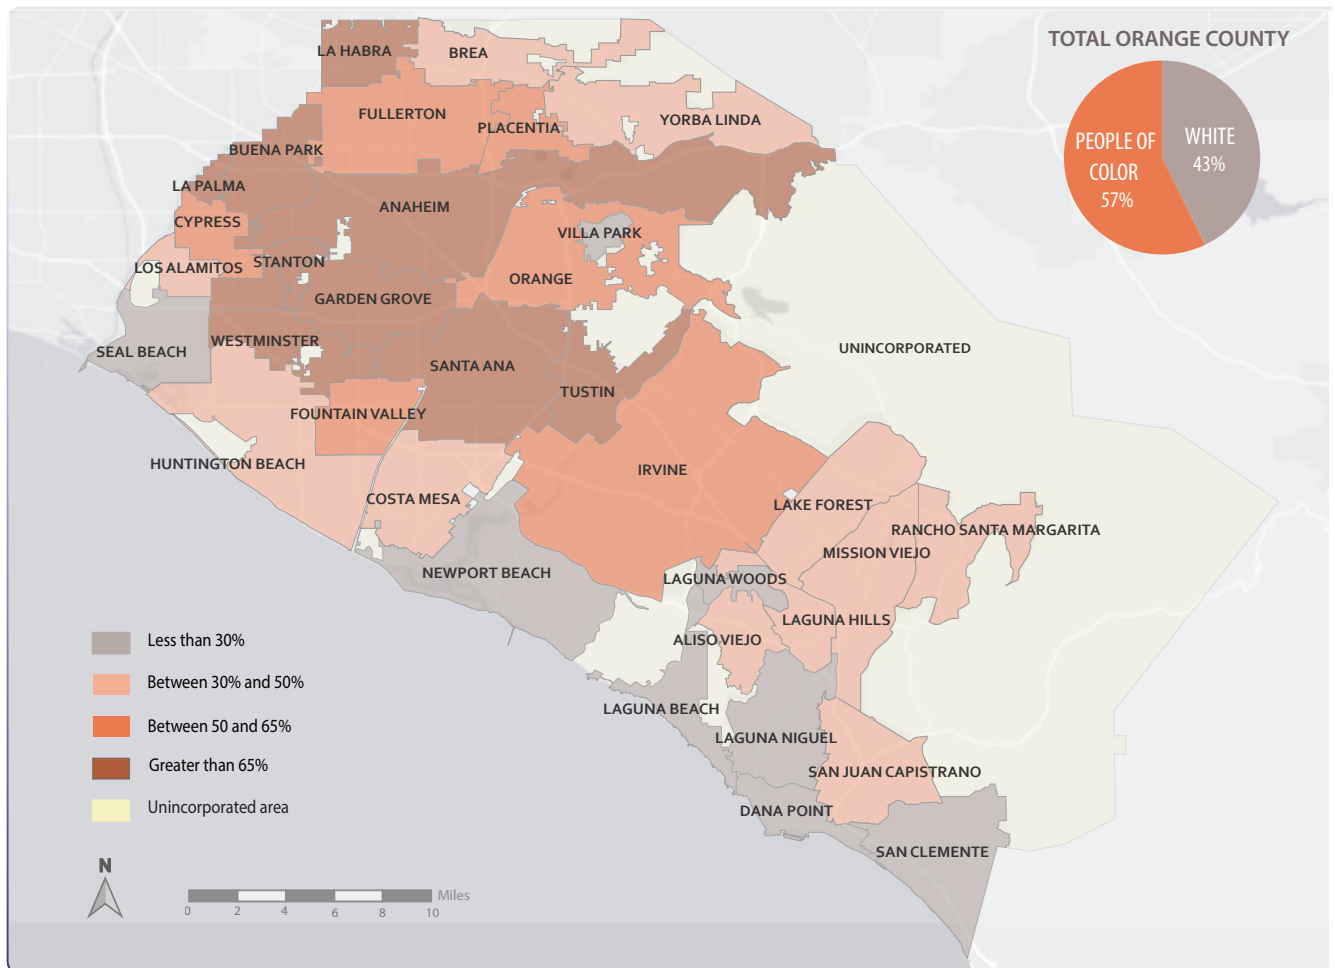 TOTAL ORANGE COUNTY
PEOPLE OF
COLOR
57%
WHITE
43%
LA HABRA
BREA
FULLERTON
PLACENTIA
YORBA LINDA
BUENA PARK
LA PALMA
ANAHEIM
CYPRESS
VILLA PARK
STANTON
LOS ALAMITOS
ORANGE
GARDEN GROVE
WESTMINSTER
SEAL BEACH
UNINCORPORATED
SANTA ANA
TUSTIN
FOUNTAIN VALLEY
HUNTINGTON BEACH
IRVINE
COSTA MESA
LAKE FOREST
RANCHO SANTA MARGARITA
MISSION VIEJO
NEWPORT BEACH
LAGUNA WOODS
LAGUNA HILLS
ALISO VIEJO
LAGUNA BEACH
LAGUNA NIGUEL
SAN JUAN CAPISTRANO
DANA POINT
SAN CLEMENTE
Less than 30%
Between 30% and 50%
Between 50 and 65%
Greater than 65%
Unincorporated area
N
Miles
0 2 4 6 8 10